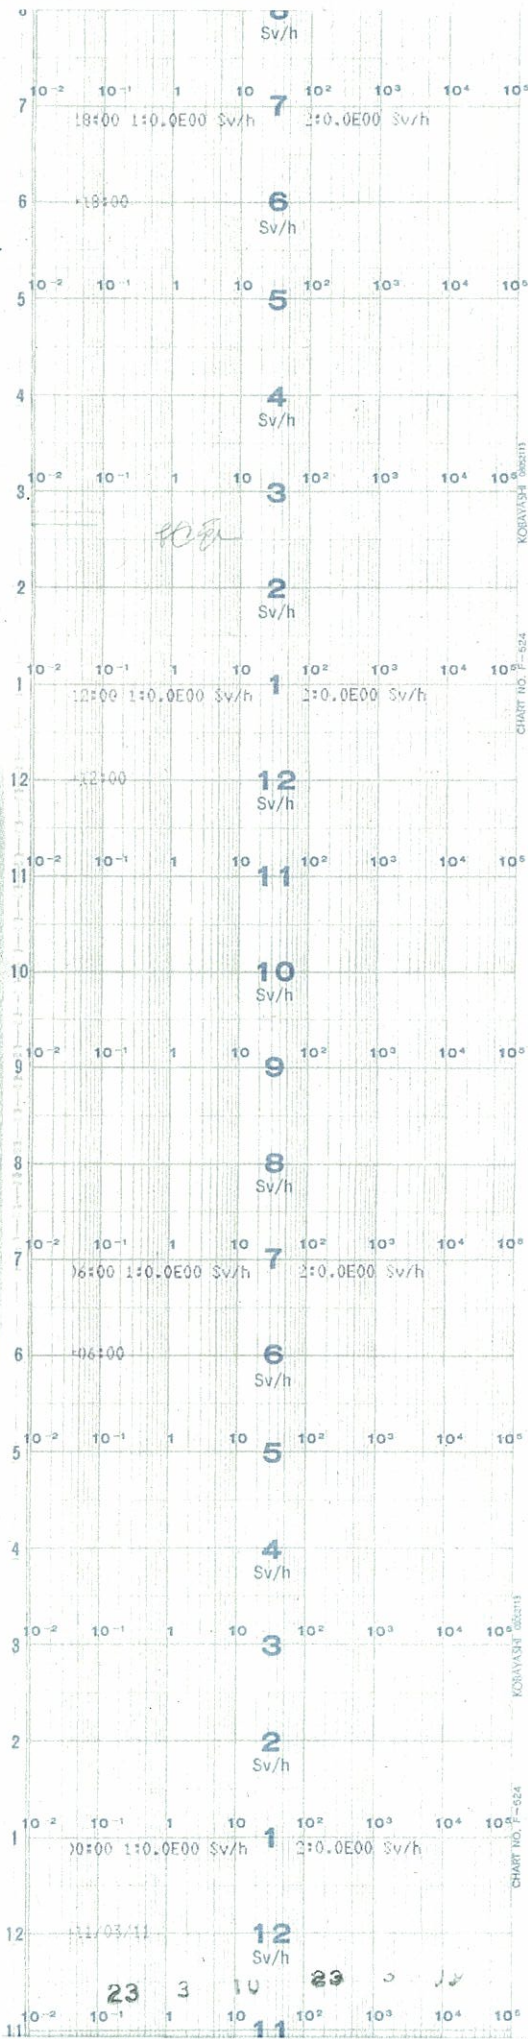 8
Sv/h
10⁻² 10⁻¹ 1 10 10² 10³ 10⁴ 10⁵
7 7
18:00 1:0.0E00 Sv/h 2:0.0E00 Sv/h
6 18:00 6
Sv/h
10⁻² 10⁻¹ 1 10 10² 10³ 10⁴ 10⁵
5 5
4 4
Sv/h
KOBAYASHI
10⁻² 10⁻¹ 1 10 10² 10³ 10⁴ 10⁵
3 3
2 2
Sv/h
CHART NO. F-524
10⁻² 10⁻¹ 1 10 10² 10³ 10⁴ 10⁵
1 1
12:00 1:0.0E00 Sv/h 2:0.0E00 Sv/h
12 12:00 12
Sv/h
10⁻² 10⁻¹ 1 10 10² 10³ 10⁴ 10⁵
11 11
10 10
Sv/h
10⁻² 10⁻¹ 1 10 10² 10³ 10⁴ 10⁵
9 9
8 8
Sv/h
10⁻² 10⁻¹ 1 10 10² 10³ 10⁴ 10⁵
7 7
06:00 1:0.0E00 Sv/h 2:0.0E00 Sv/h
6 06:00 6
Sv/h
10⁻² 10⁻¹ 1 10 10² 10³ 10⁴ 10⁵
5 5
4 4
Sv/h
KOBAYASHI
10⁻² 10⁻¹ 1 10 10² 10³ 10⁴ 10⁵
3 3
2 2
Sv/h
CHART NO. F-524
10⁻² 10⁻¹ 1 10 10² 10³ 10⁴ 10⁵
1 1
00:00 1:0.0E00 Sv/h 2:0.0E00 Sv/h
12 11/03/11 12
Sv/h
23 3 10 23 3
10⁻² 10⁻¹ 1 10 10² 10³ 10⁴ 10⁵
11 11